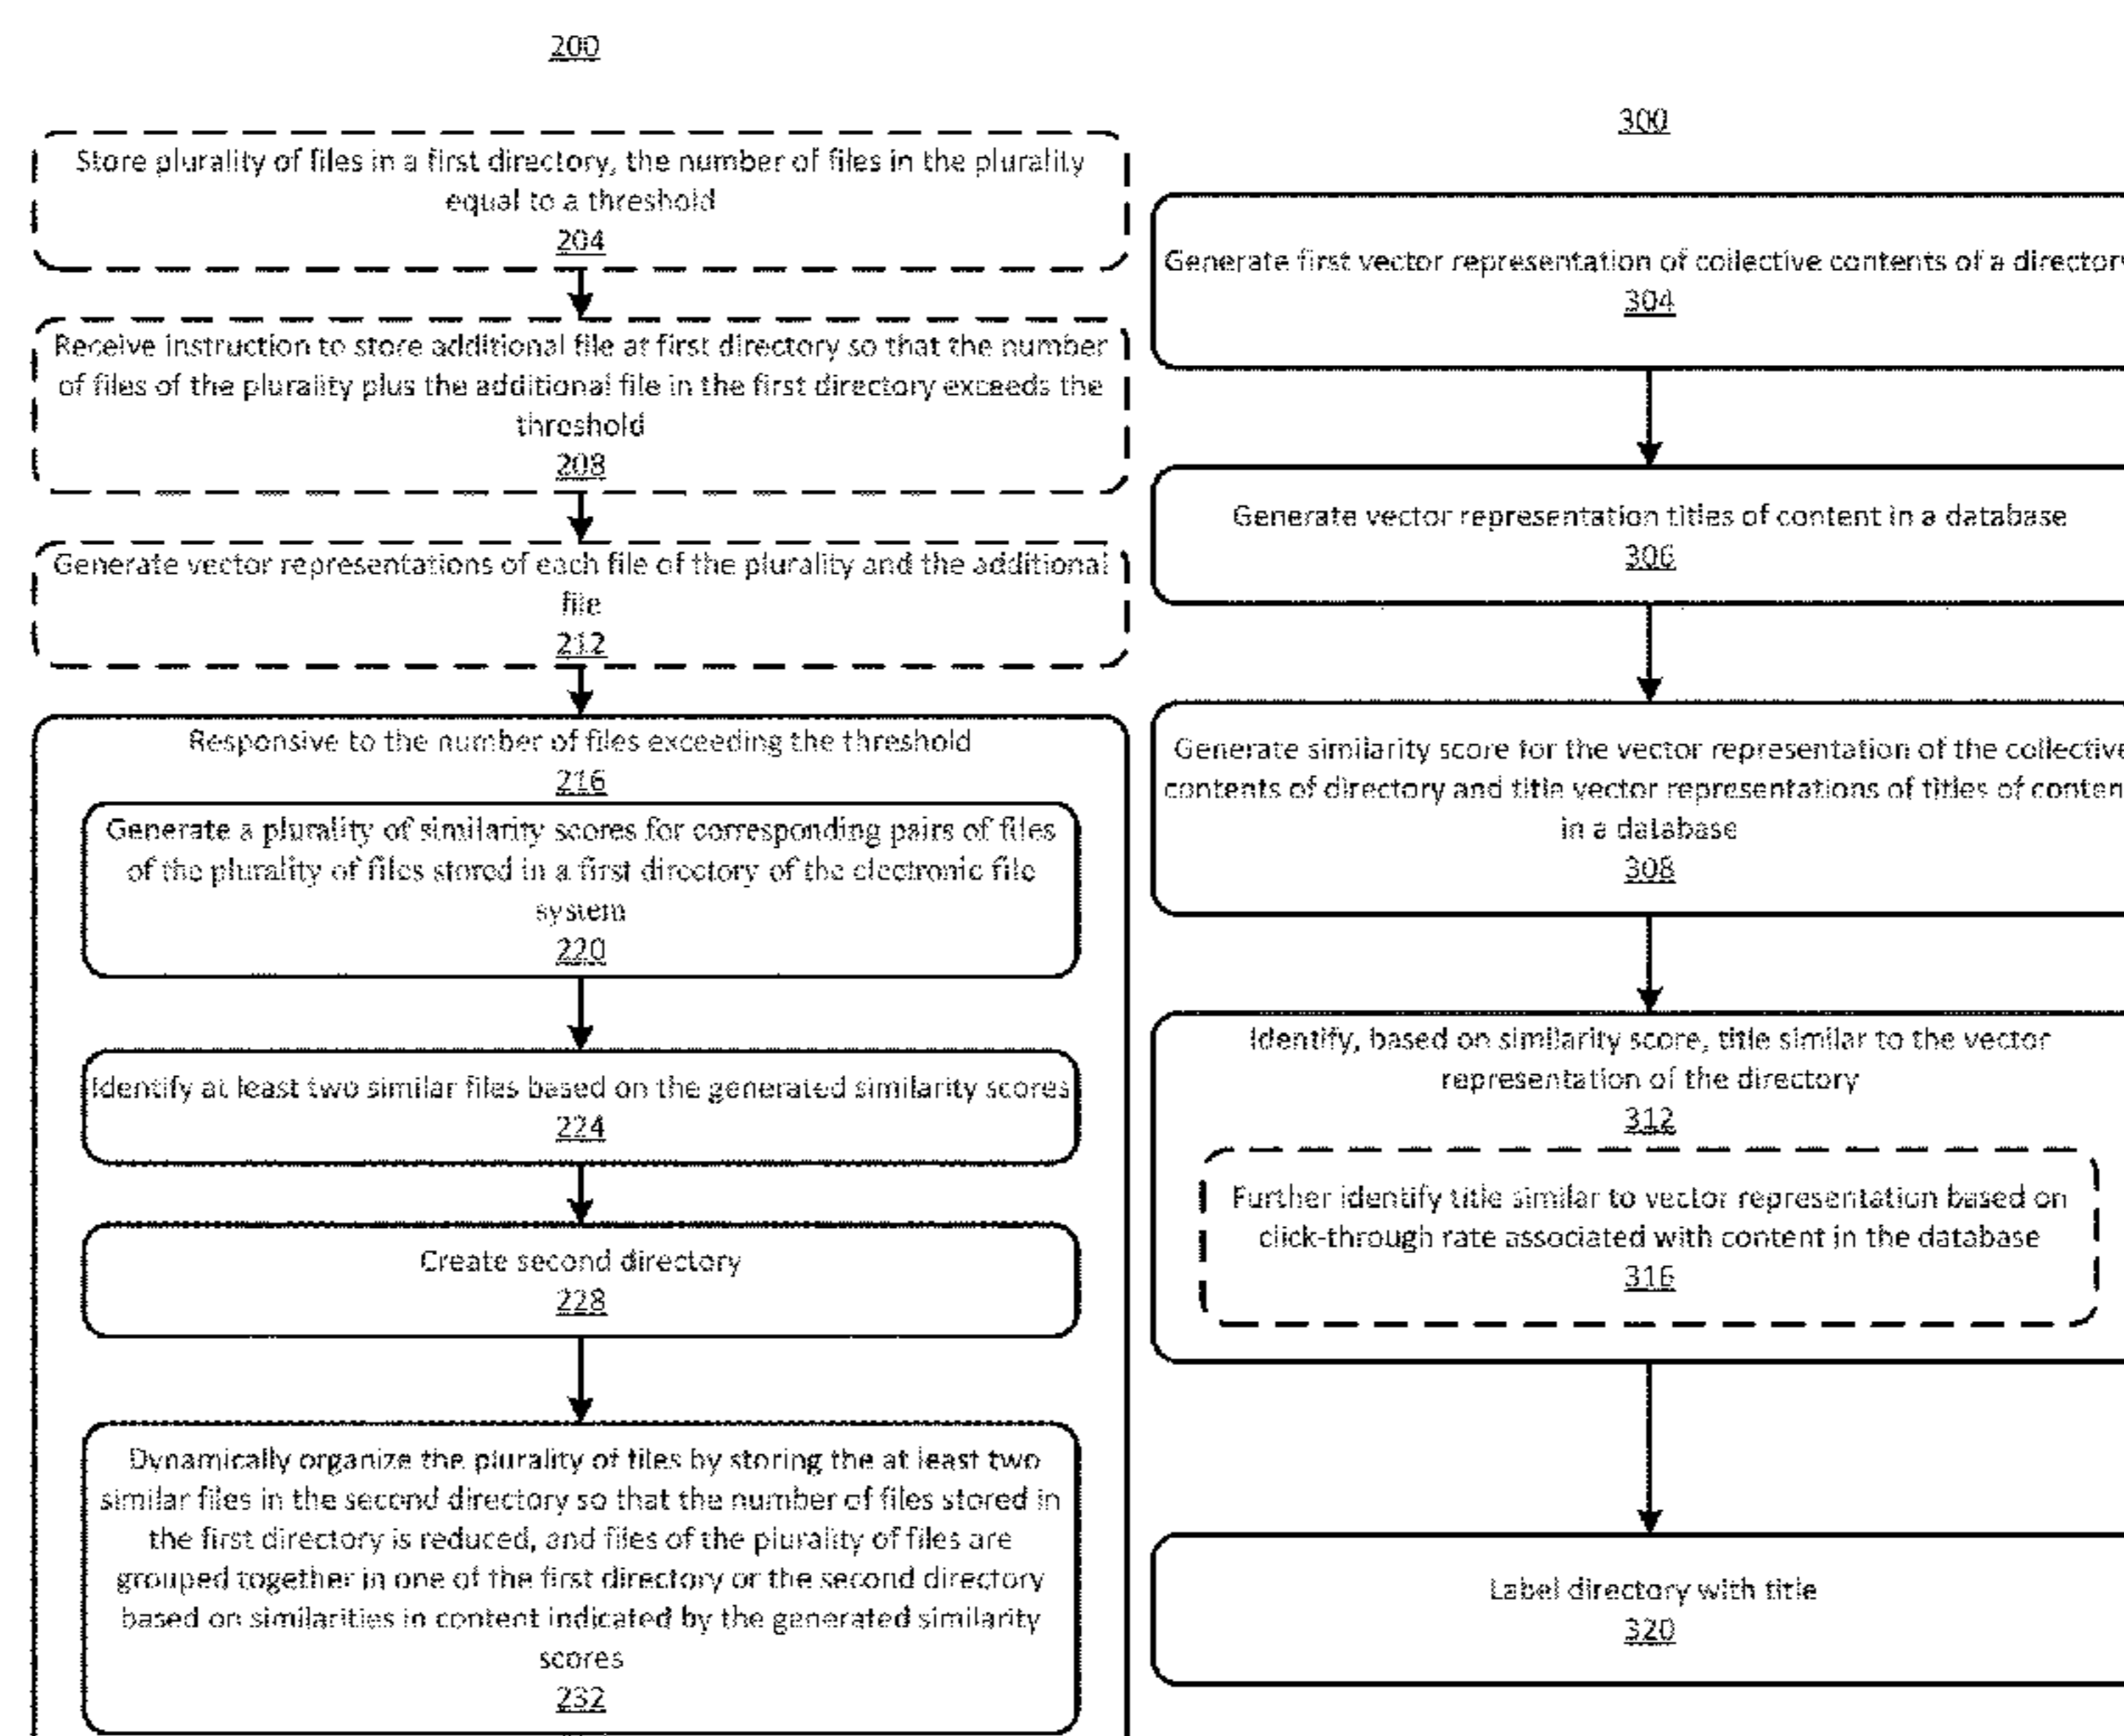 200
Store plurality of files in a first directory, the number of files in the plurality
equal to a threshold
204
Receive instruction to store additional file at first directory so that the number
of files of the plurality plus the additional file in the first directory exceeds the
threshold
208
Generate vector representations of each file of the plurality and the additional
file
212
Responsive to the number of files exceeding the threshold
216
Generate a plurality of similarity scores for corresponding pairs of files
of the plurality of files stored in a first directory of the electronic file
system
220
Identify at least two similar files based on the generated similarity scores
224
Create second directory
228
Dynamically organize the plurality of files by storing the at least two
similar files in the second directory so that the number of files stored in
the first directory is reduced, and files of the plurality of files are
grouped together in one of the first directory or the second directory
based on similarities in content indicated by the generated similarity
scores
232
300
Generate first vector representation of collective contents of a directory
304
Generate vector representation titles of content in a database
306
Generate similarity score for the vector representation of the collective
contents of directory and title vector representations of titles of conten
in a database
308
Identify, based on similarity score, title similar to the vector
representation of the directory
312
Further identify title similar to vector representation based on
click-through rate associated with content in the database
316
Label directory with title
320